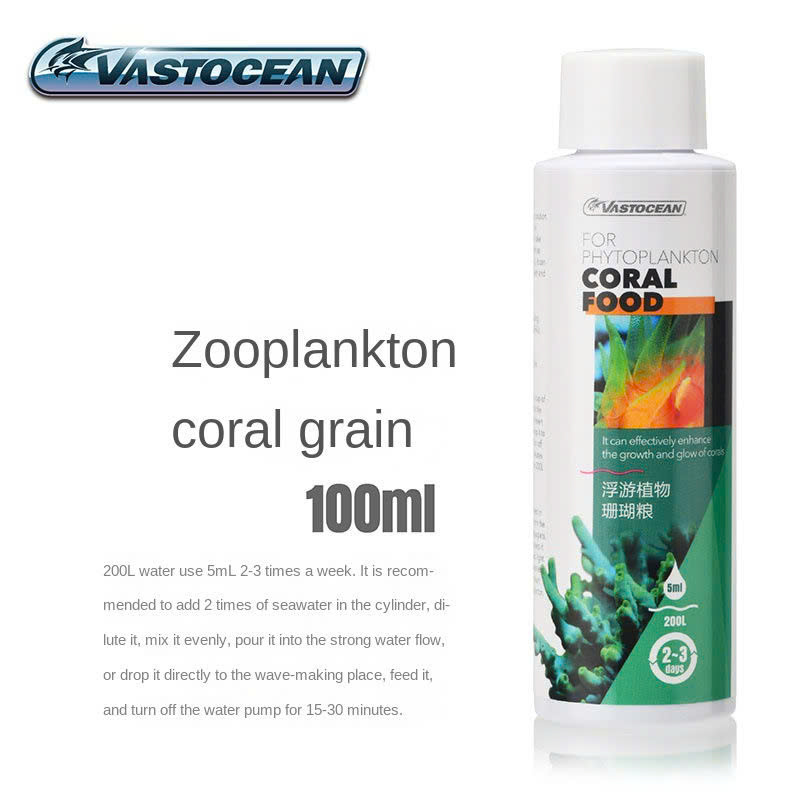 VASTOCEAN
Zooplankton
coral grain
100ml
200L water use 5mL 2-3 times a week. It is recom-
mended to add 2 times of seawater in the cylinder, di-
lute it, mix it evenly, pour it into the strong water flow,
or drop it directly to the wave-making place, feed it,
and turn off the water pump for 15-30 minutes.
VASTOCEAN
FOR
PHYTOPLANKTON
CORAL
FOOD
It can effectively enhance
the growth and glow of corals
浮游植物
珊瑚粮
5ml
200L
2~3
days